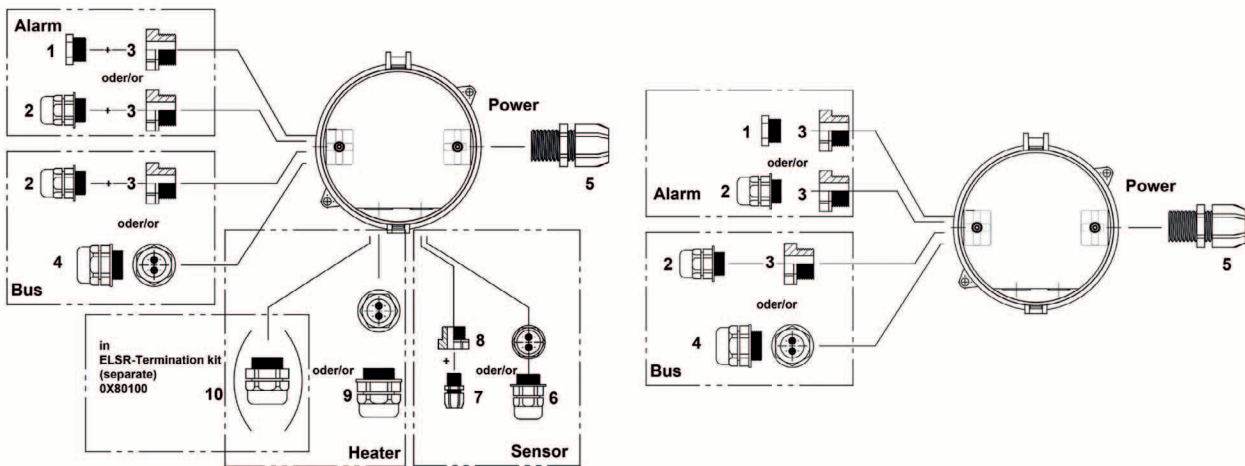 Alarm
1 + 3
oder/or
2 + 3
2 + 3
oder/or
4
Bus
Power
5
in
ELSR-Termination kit
(separate)
0X80100
10
oder/or
9
Heater
8
+
7
oder/or
6
Sensor
1 3
oder/or
2 3
Alarm
2 3
oder/or
4
Bus
Power
5